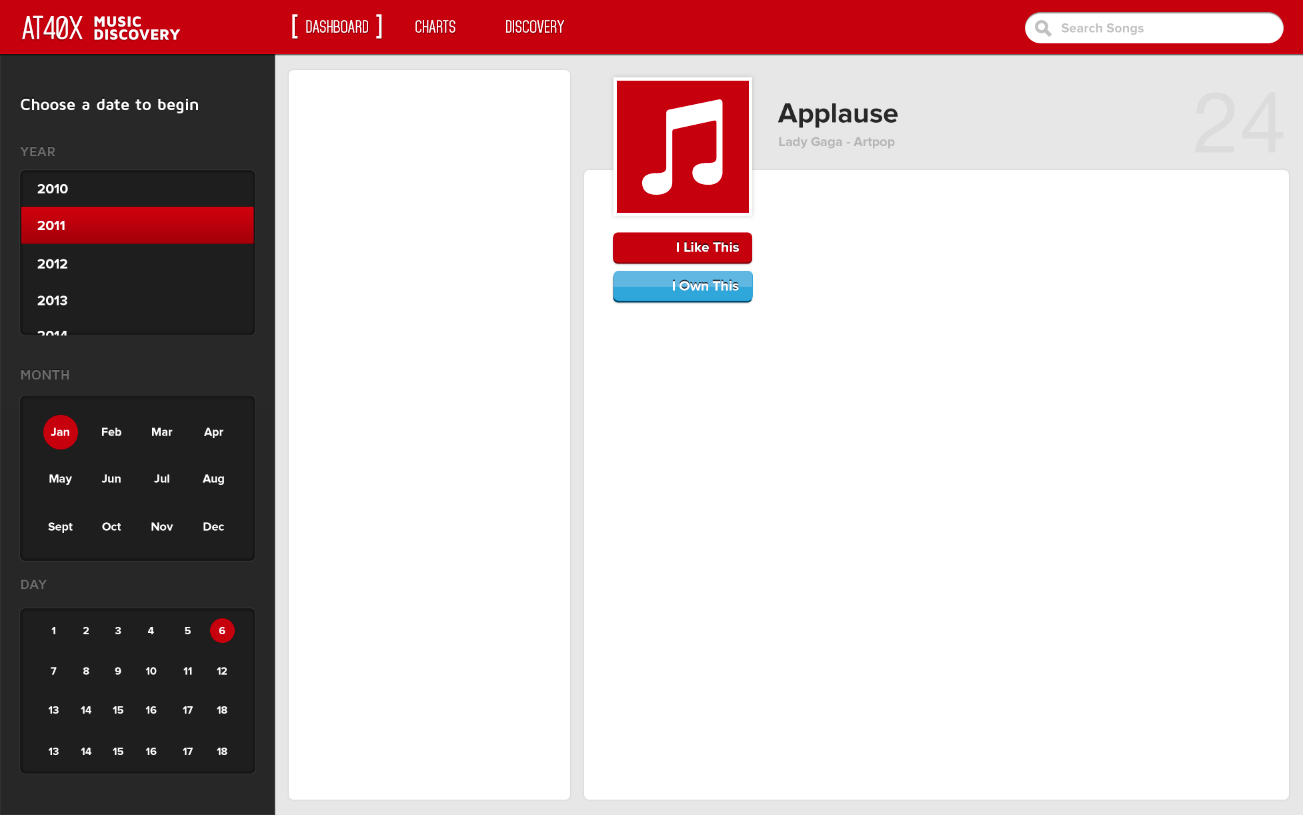 AT40X MUSIC DISCOVERY
[ DASHBOARD ] CHARTS DISCOVERY
Search Songs
Choose a date to begin
YEAR
2010
2011
2012
2013
2014
MONTH
Jan Feb Mar Apr
May Jun Jul Aug
Sept Oct Nov Dec
DAY
1 2 3 4 5 6
7 8 9 10 11 12
13 14 15 16 17 18
13 14 15 16 17 18
Applause
Lady Gaga - Artpop
24
I Like This
I Own This